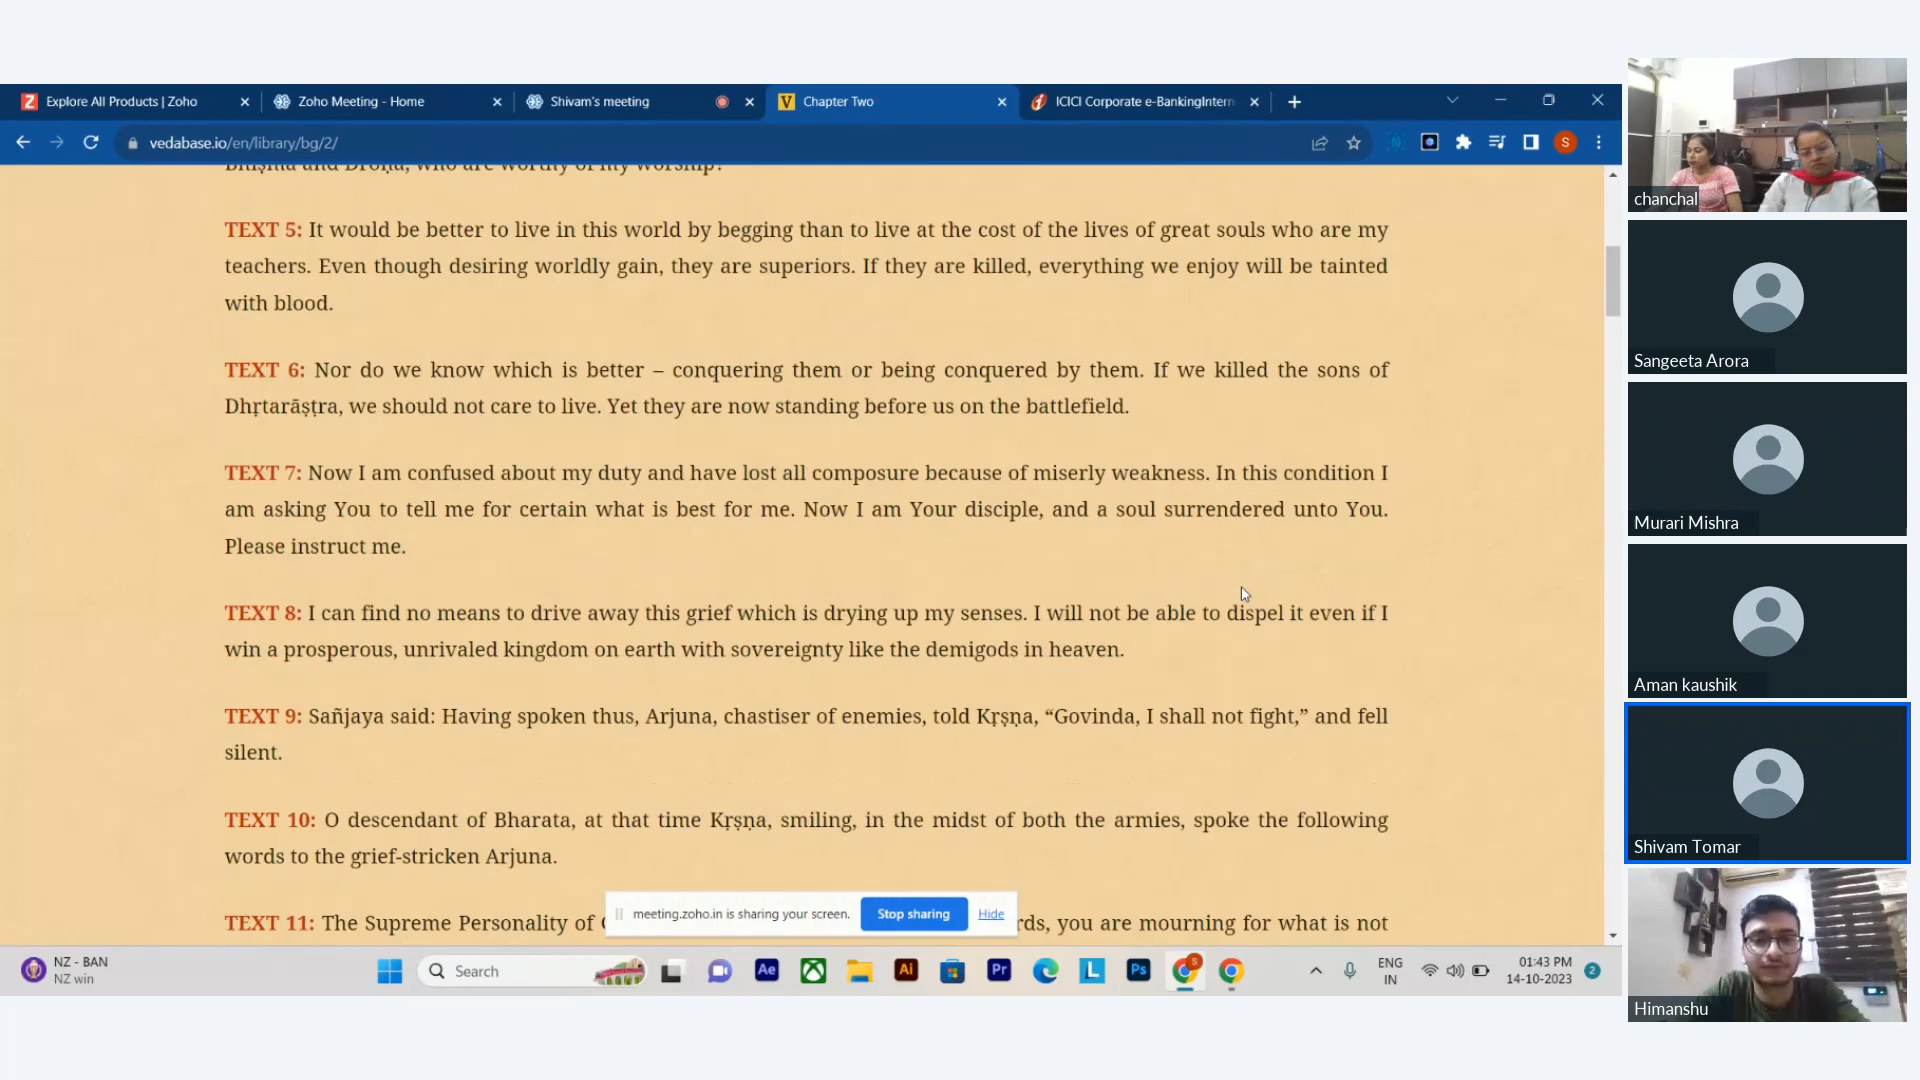 Explore All Products | Zoho
Zoho Meeting - Home
Shivam's meeting
Chapter Two
ICICI Corporate e-BankingIntern
vedabase.io/en/library/bg/2/
S
Bhīṣma and Droṇa, who are worthy of my worship?
TEXT 5: It would be better to live in this world by begging than to live at the cost of the lives of great souls who are my
teachers. Even though desiring worldly gain, they are superiors. If they are killed, everything we enjoy will be tainted
with blood.
TEXT 6: Nor do we know which is better – conquering them or being conquered by them. If we killed the sons of
Dhṛtarāṣṭra, we should not care to live. Yet they are now standing before us on the battlefield.
TEXT 7: Now I am confused about my duty and have lost all composure because of miserly weakness. In this condition I
am asking You to tell me for certain what is best for me. Now I am Your disciple, and a soul surrendered unto You.
Please instruct me.
TEXT 8: I can find no means to drive away this grief which is drying up my senses. I will not be able to dispel it even if I
win a prosperous, unrivaled kingdom on earth with sovereignty like the demigods in heaven.
TEXT 9: Sañjaya said: Having spoken thus, Arjuna, chastiser of enemies, told Kṛṣṇa, “Govinda, I shall not fight,” and fell
silent.
TEXT 10: O descendant of Bharata, at that time Kṛṣṇa, smiling, in the midst of both the armies, spoke the following
words to the grief-stricken Arjuna.
TEXT 11: The Supreme Personality of rds, you are mourning for what is not
meeting.zoho.in is sharing your screen. Stop sharing Hide
NZ - BAN
NZ win
Search
Ae
Ai
Pr
L
Ps
S
ENG
IN
01:43 PM
14-10-2023
2
chanchal
Sangeeta Arora
Murari Mishra
Aman kaushik
Shivam Tomar
Himanshu